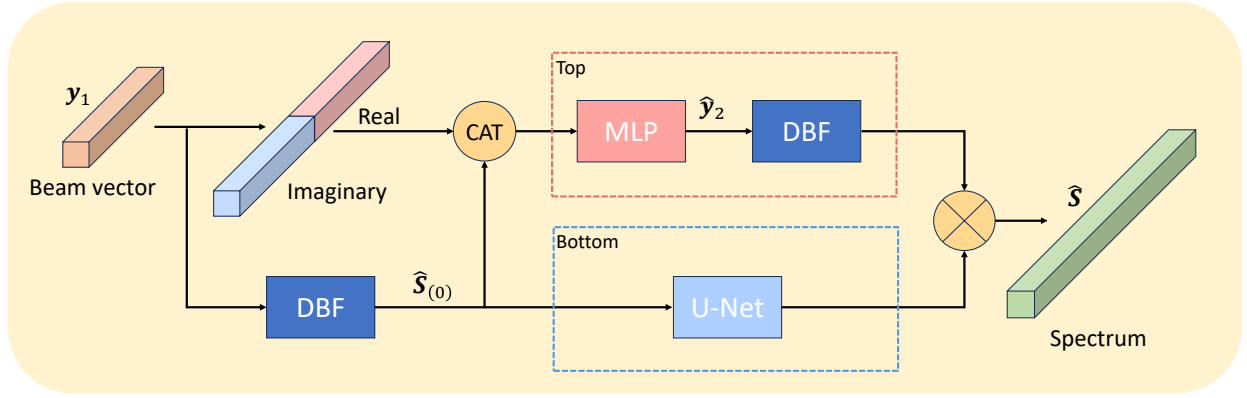 Top
y₁
Real
CAT
MLP
ŷ₂
DBF
Beam vector
Imaginary
Ŝ
Bottom
DBF
Ŝ₍₀₎
U-Net
Spectrum